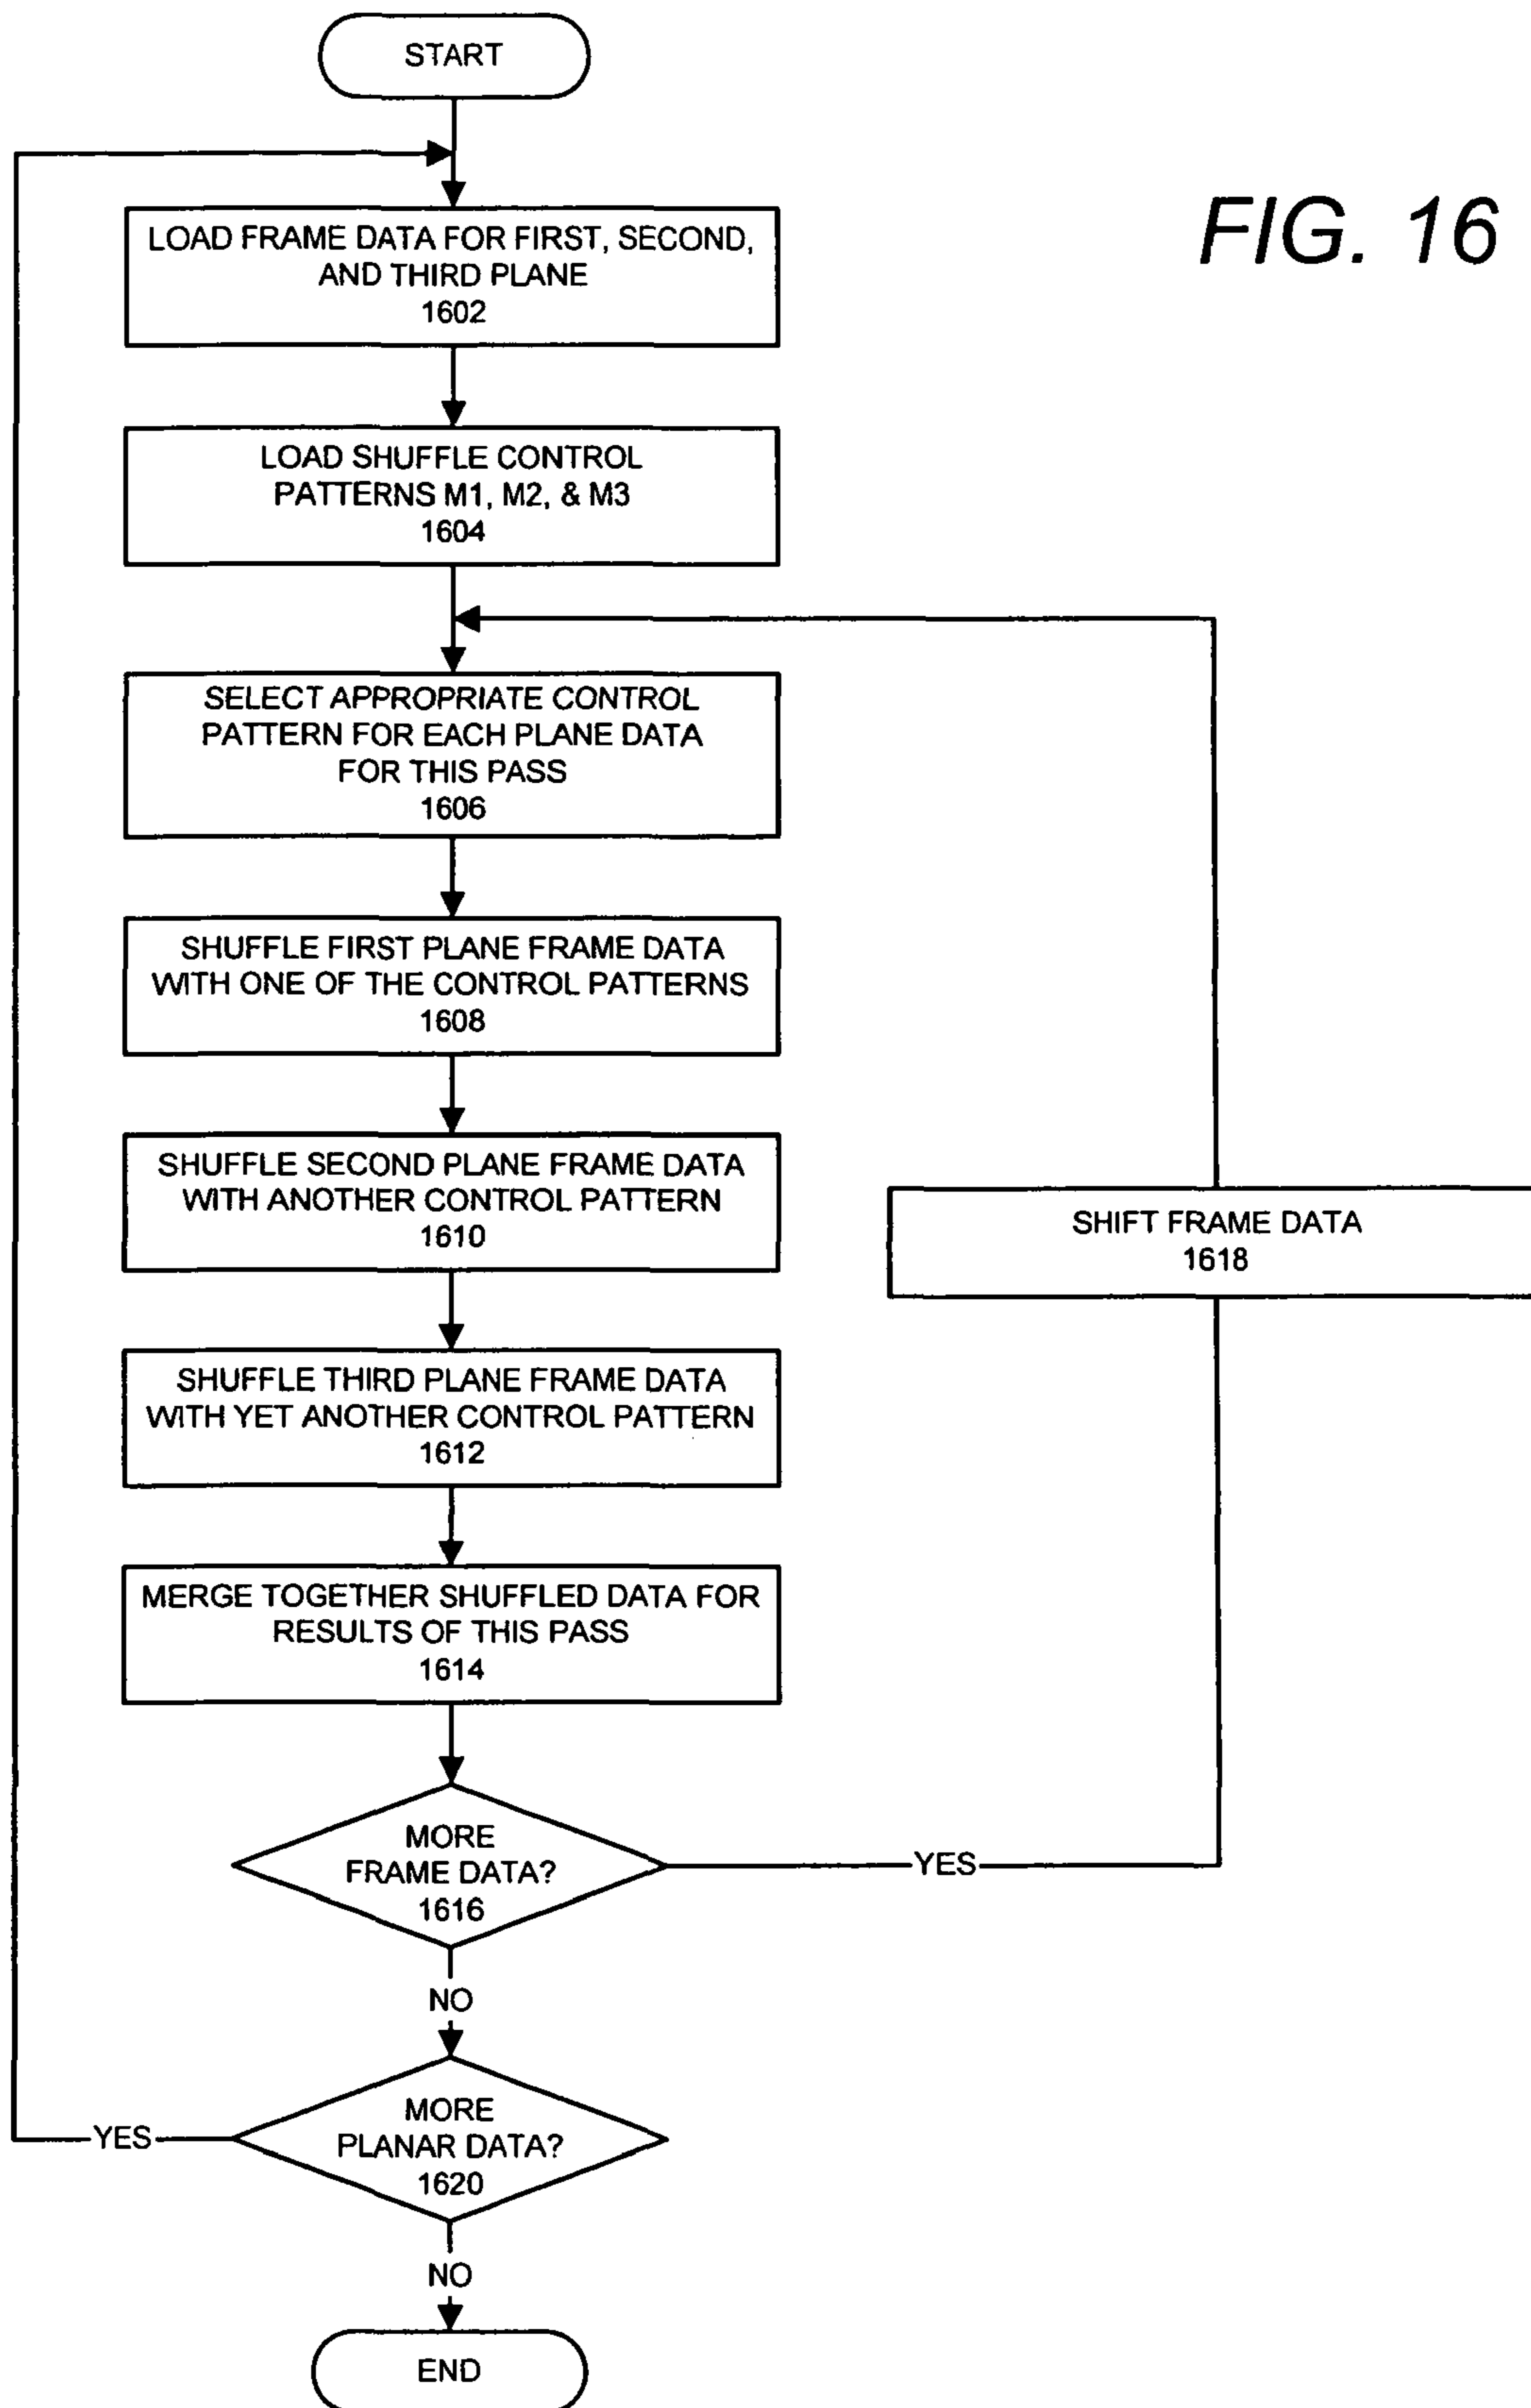 START
FIG. 16
LOAD FRAME DATA FOR FIRST, SECOND,
AND THIRD PLANE
1602
LOAD SHUFFLE CONTROL
PATTERNS M1, M2, & M3
1604
SELECT APPROPRIATE CONTROL
PATTERN FOR EACH PLANE DATA
FOR THIS PASS
1606
SHUFFLE FIRST PLANE FRAME DATA
WITH ONE OF THE CONTROL PATTERNS
1608
SHUFFLE SECOND PLANE FRAME DATA
WITH ANOTHER CONTROL PATTERN
1610
SHIFT FRAME DATA
1618
SHUFFLE THIRD PLANE FRAME DATA
WITH YET ANOTHER CONTROL PATTERN
1612
MERGE TOGETHER SHUFFLED DATA FOR
RESULTS OF THIS PASS
1614
MORE
FRAME DATA?
1616
YES
NO
MORE
PLANAR DATA?
1620
YES
NO
END